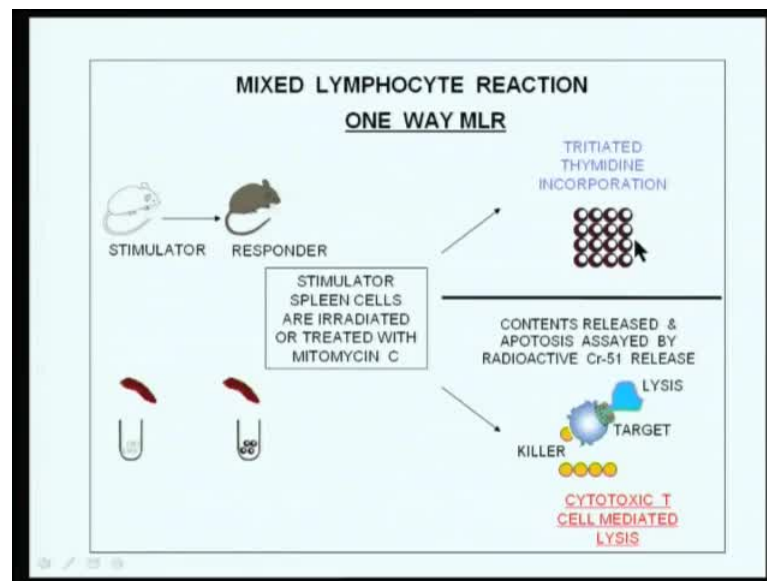 MIXED LYMPHOCYTE REACTION
ONE WAY MLR
TRITIATED
THYMIDINE
INCORPORATION
STIMULATOR
RESPONDER
STIMULATOR
SPLEEN CELLS
ARE IRRADIATED
OR TREATED WITH
MITOMYCIN C
CONTENTS RELEASED &
APOTOSIS ASSAYED BY
RADIOACTIVE Cr-51 RELEASE
LYSIS
TARGET
KILLER
CYTOTOXIC T
CELL MEDIATED
LYSIS